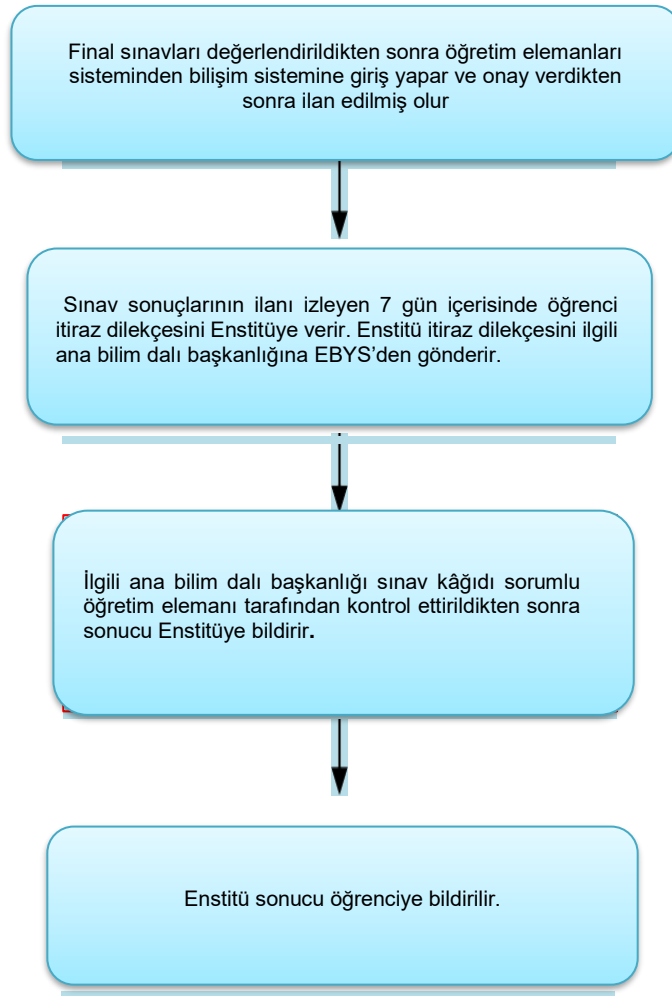 Final sınavları değerlendirildikten sonra öğretim elemanları
sisteminden bilişim sistemine giriş yapar ve onay verdikten
sonra ilan edilmiş olur
Sınav sonuçlarının ilanı izleyen 7 gün içerisinde öğrenci
itiraz dilekçesini Enstitüye verir. Enstitü itiraz dilekçesini ilgili
ana bilim dalı başkanlığına EBYS’den gönderir.
İlgili ana bilim dalı başkanlığı sınav kâğıdı sorumlu
öğretim elemanı tarafından kontrol ettirildikten sonra
sonucu Enstitüye bildirir.
Enstitü sonucu öğrenciye bildirilir.